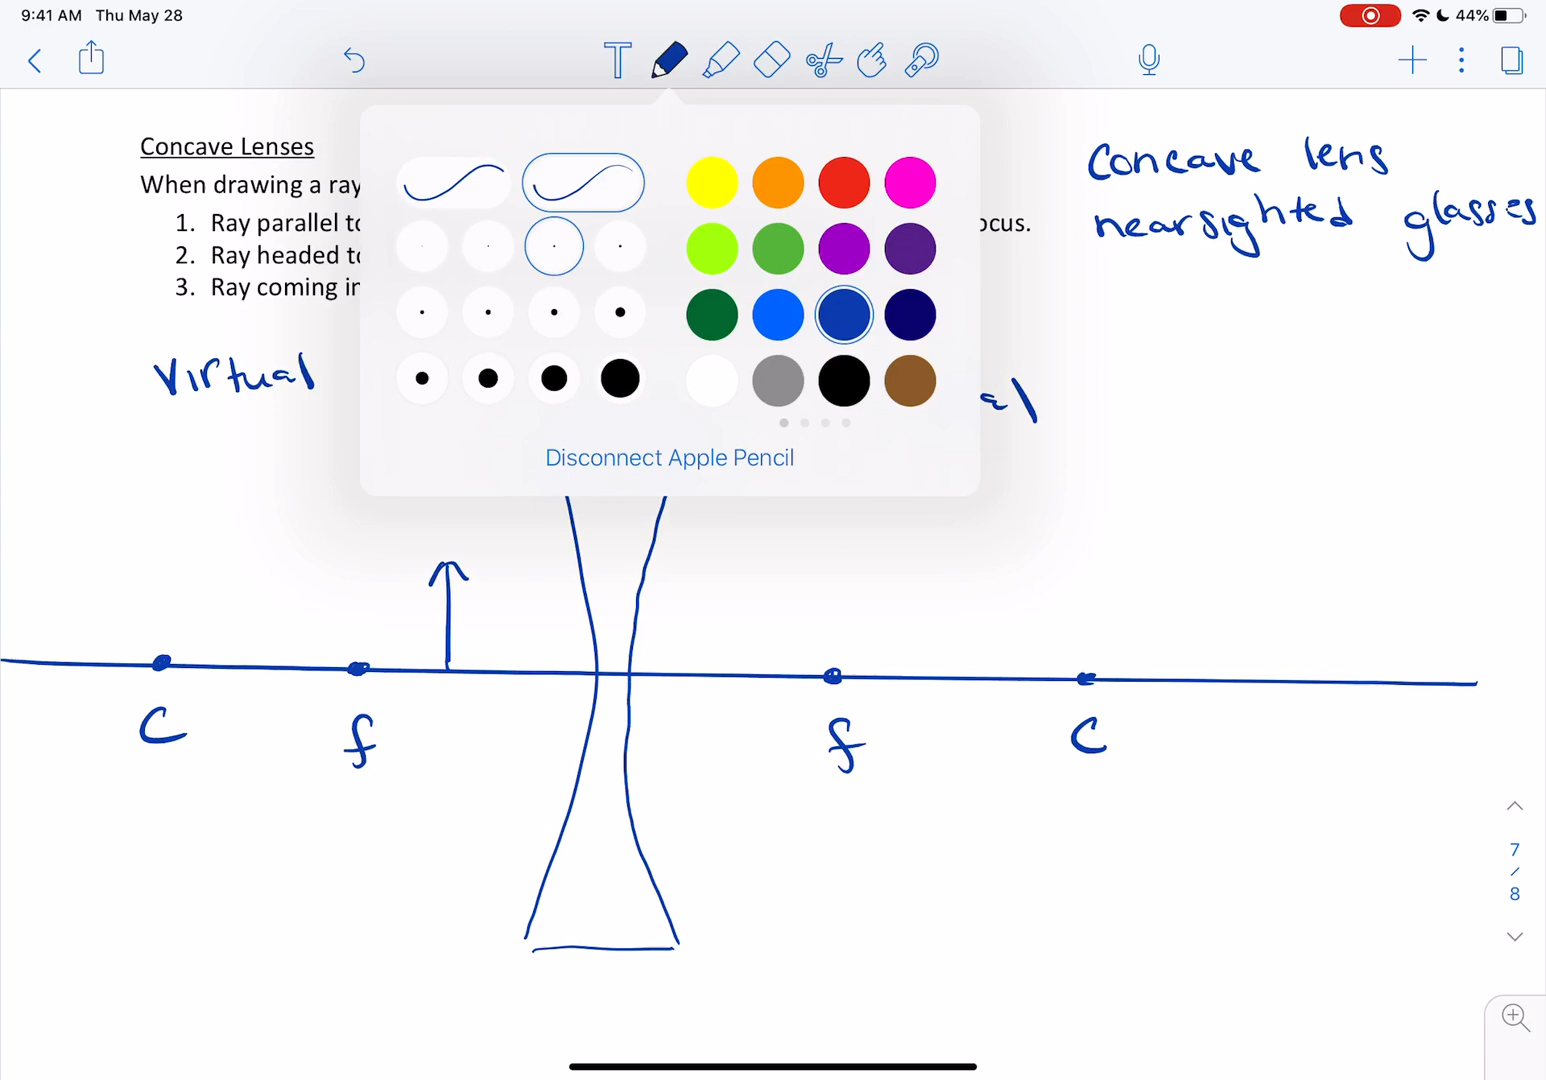 9:41 AM Thu May 28
44%
T
Concave Lenses
When drawing a ray
1. Ray parallel to
ocus.
2. Ray headed to
3. Ray coming in
Concave lens
nearsighted glasses
Virtual
al
Disconnect Apple Pencil
C f f C
7
/
8